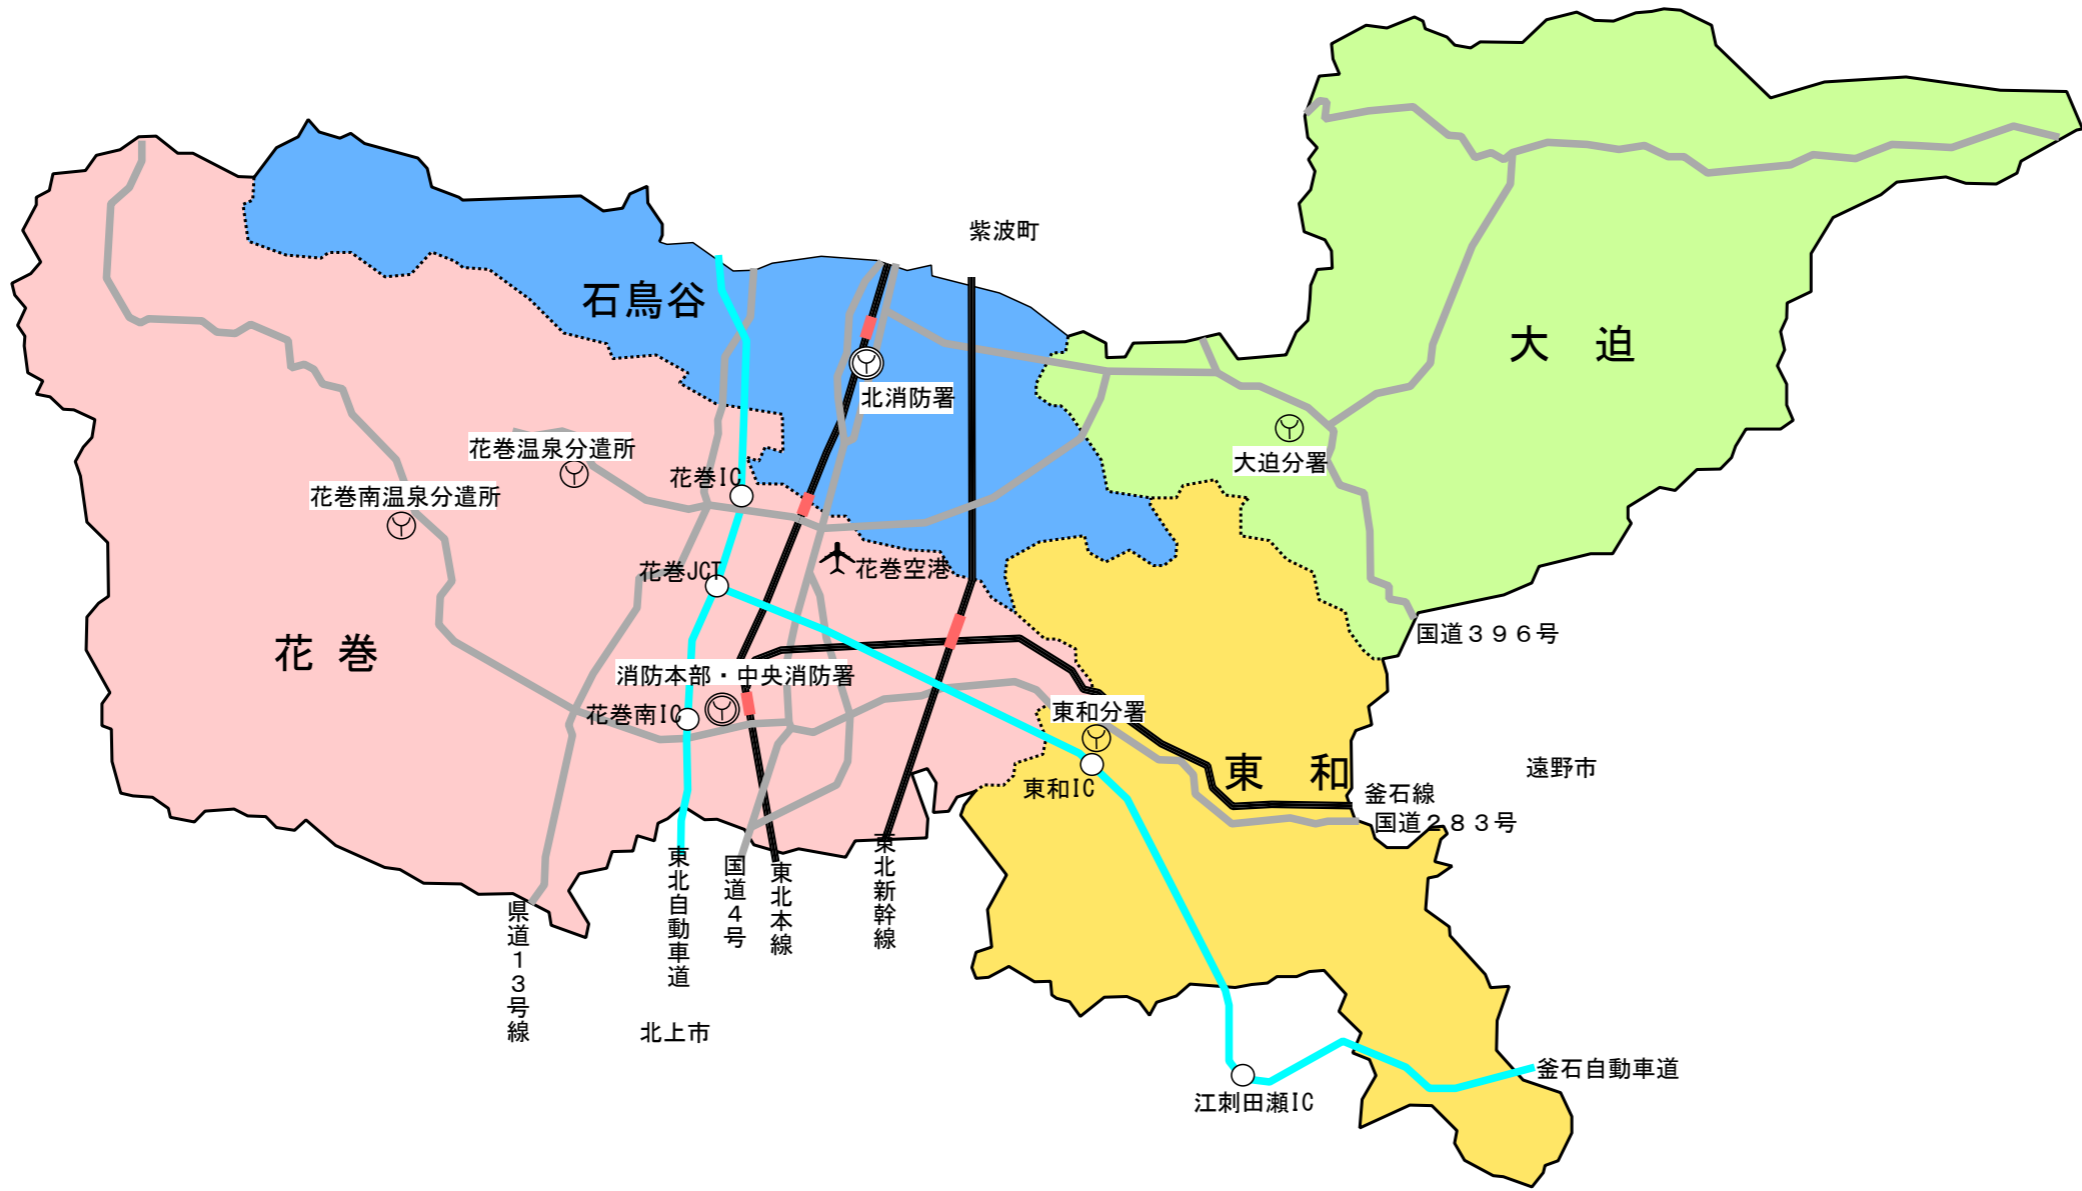 紫波町
石鳥谷
大　迫
北消防署
花巻温泉分遣所
大迫分署
花巻IC
花巻南温泉分遣所
花巻空港
花巻JCT
国道３９６号
花 巻
消防本部・中央消防署
花巻南IC
東和分署
東　和
遠野市
東和IC
釜石線
国道２８３号
県道１３号線
東北自動車道
国道４号
東北本線
東北新幹線
北上市
釜石自動車道
江刺田瀬IC